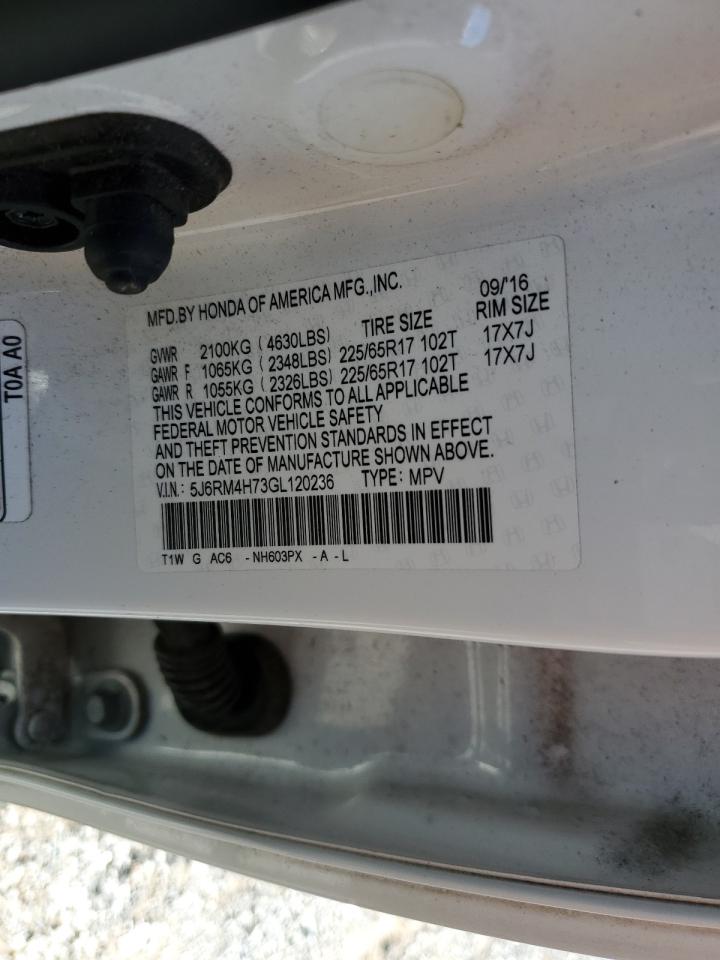 MFD.BY HONDA OF AMERICA MFG.,INC. 09/'16
TIRE SIZE RIM SIZE
GVWR 2100KG ( 4630LBS)
GAWR F 1065KG ( 2348LBS) 225/65R17 102T 17X7J
GAWR R 1055KG ( 2326LBS) 225/65R17 102T 17X7J
THIS VEHICLE CONFORMS TO ALL APPLICABLE
FEDERAL MOTOR VEHICLE SAFETY
AND THEFT PREVENTION STANDARDS IN EFFECT
ON THE DATE OF MANUFACTURE SHOWN ABOVE.
V.I.N.: 5J6RM4H73GL120236 TYPE: MPV
T1W G AC6 -NH603PX -A-L
T0A A0